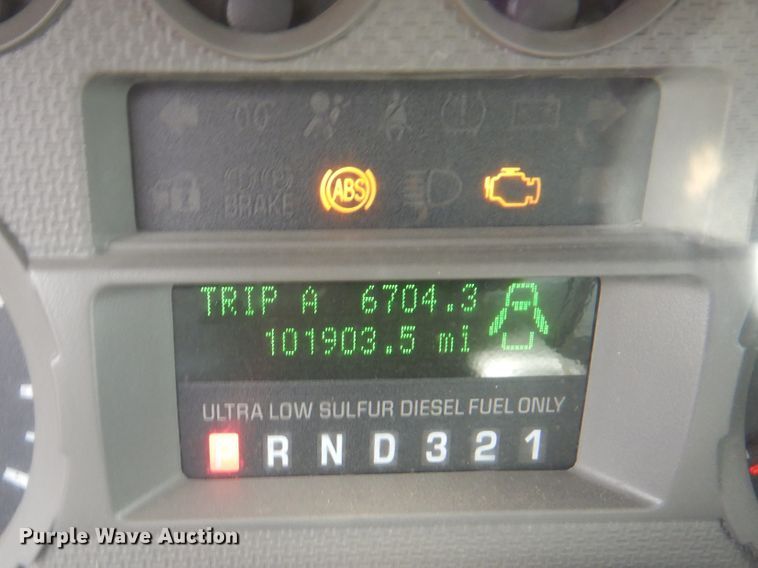 BRAKE
ABS
TRIP A 6704.3
101903.5 mi
ULTRA LOW SULFUR DIESEL FUEL ONLY
P R N D 3 2 1
Purple Wave Auction